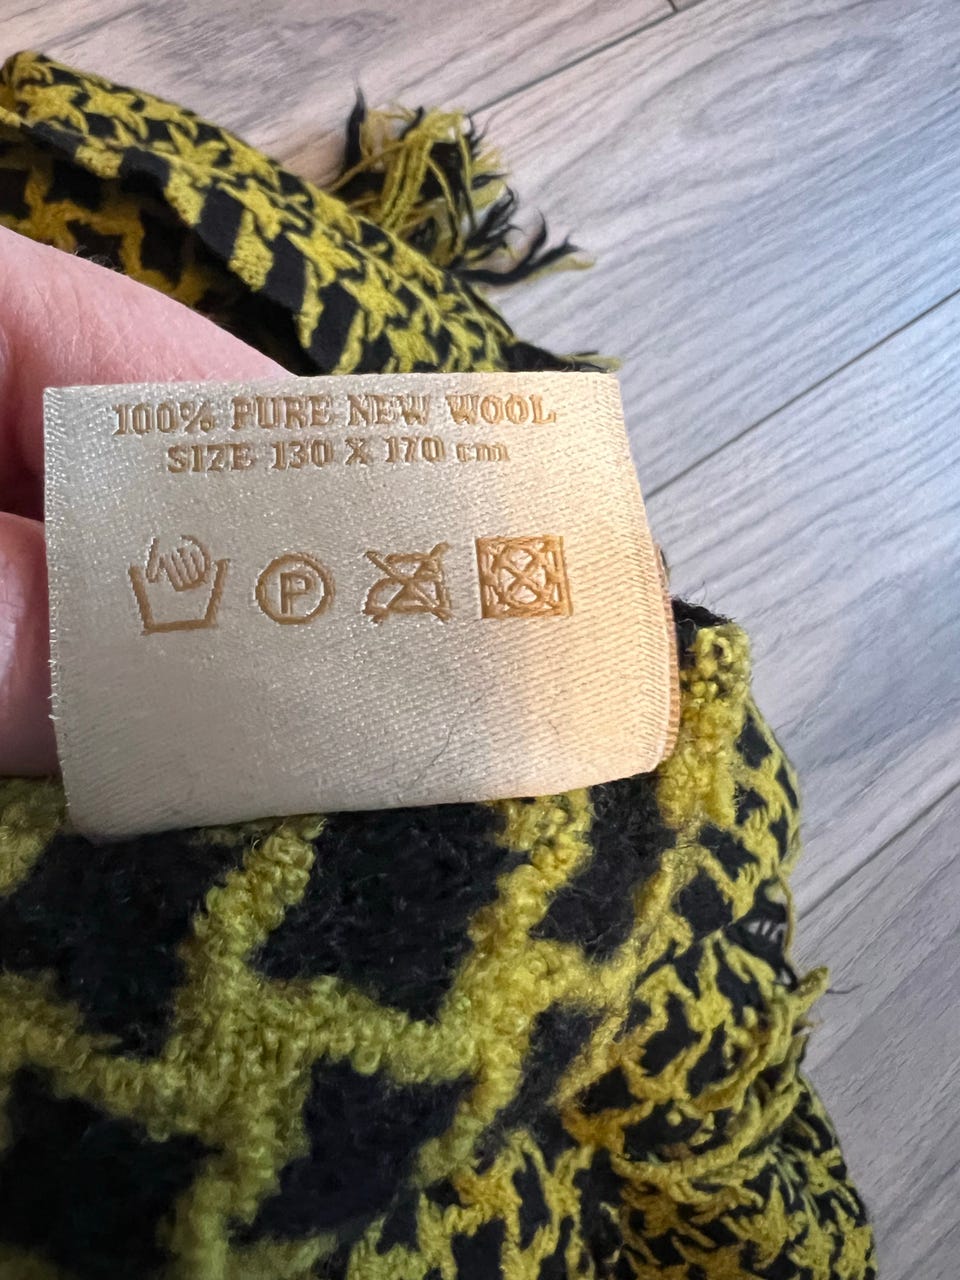 100% PURE NEW WOOL
SIZE 130 X 170 cm
P